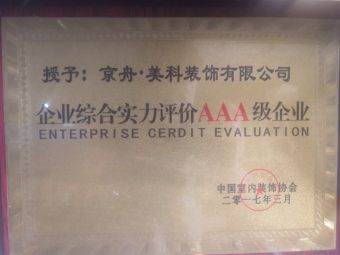 授予：京舟·美科装饰有限公司
企业综合实力评价AAA级企业
ENTERPRISE CERDIT EVALUATION
中国室内装饰协会
二零一七年三月